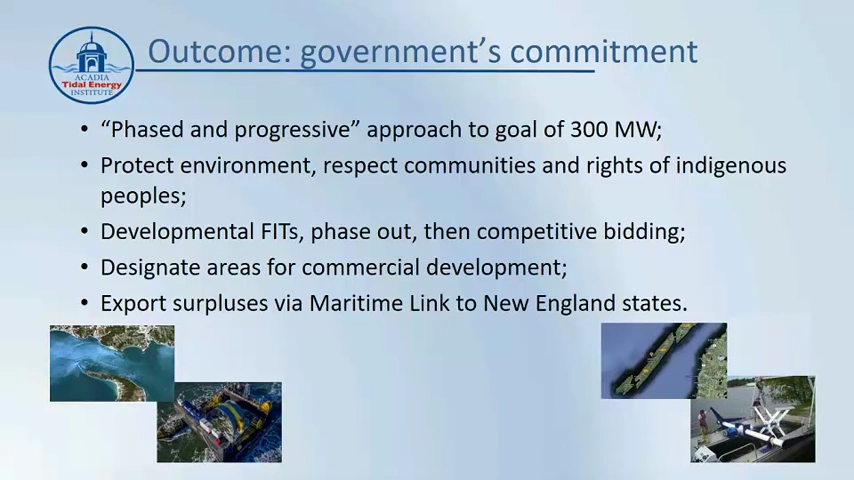 Outcome: government’s commitment
ACADIA
Tidal Energy
INSTITUTE
• “Phased and progressive” approach to goal of 300 MW;
• Protect environment, respect communities and rights of indigenous
peoples;
• Developmental FITs, phase out, then competitive bidding;
• Designate areas for commercial development;
• Export surpluses via Maritime Link to New England states.